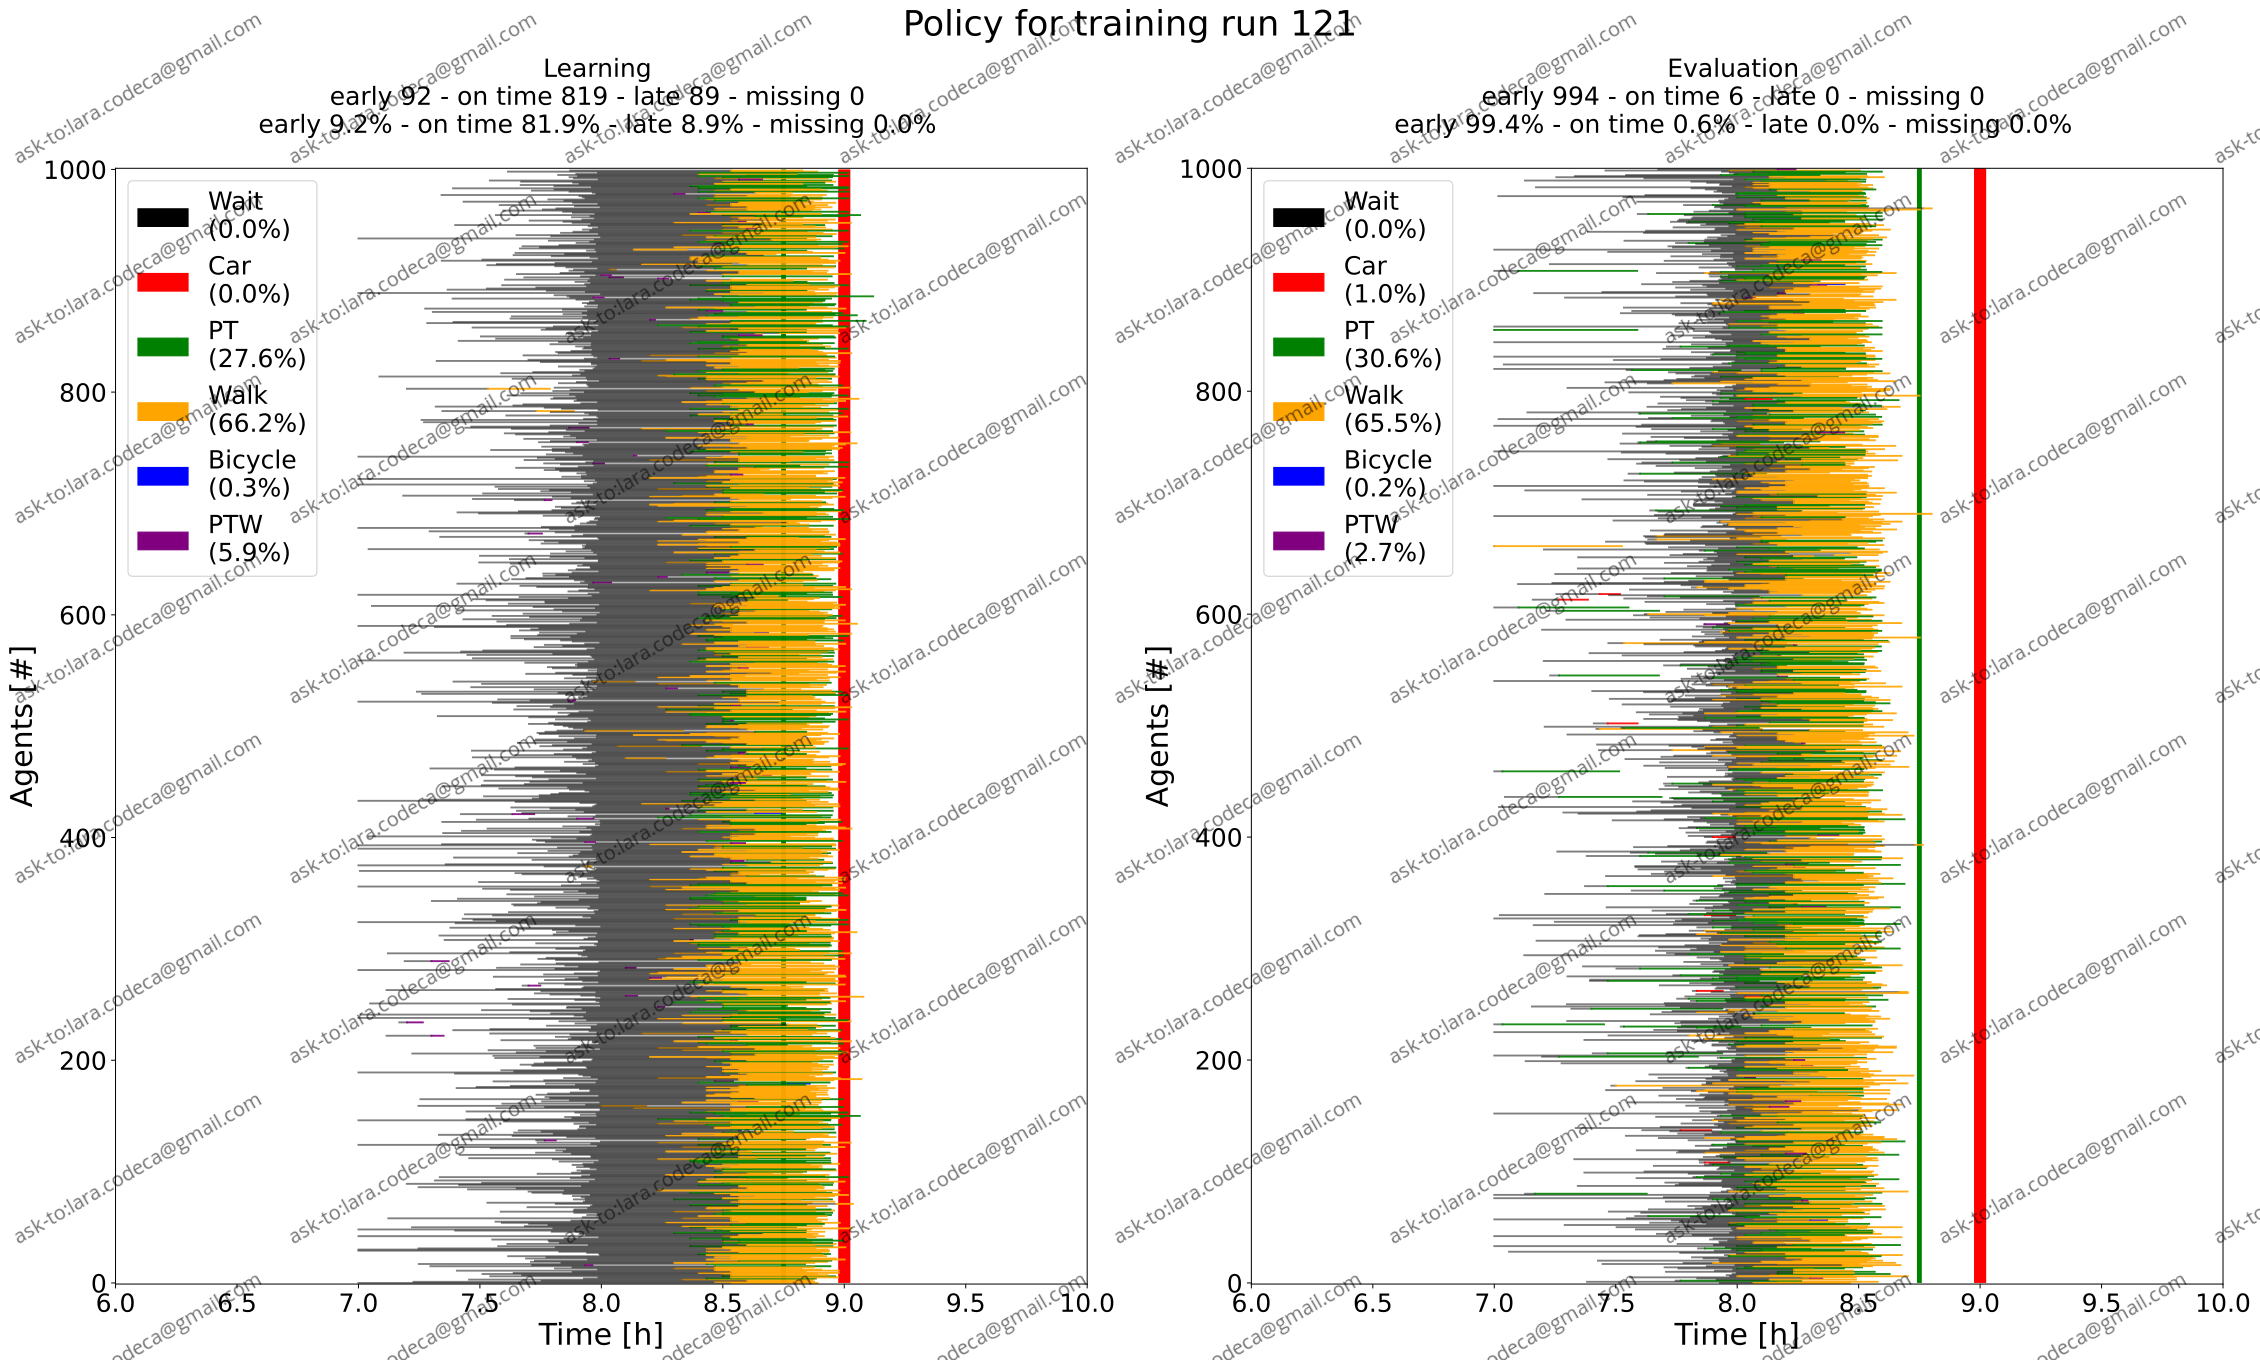 Policy for training run 121
Learning
early 92 - on time 819 - late 89 - missing 0
early 9.2% - on time 81.9% - late 8.9% - missing 0.0%
1000
800
600
400
200
0
Agents [#]
Wait
(0.0%)
Car
(0.0%)
PT
(27.6%)
Walk
(66.2%)
Bicycle
(0.3%)
PTW
(5.9%)
6.0 6.5 7.0 7.5 8.0 8.5 9.0 9.5 10.0
Time [h]
Evaluation
early 994 - on time 6 - late 0 - missing 0
early 99.4% - on time 0.6% - late 0.0% - missing 0.0%
1000
800
600
400
200
0
Agents [#]
Wait
(0.0%)
Car
(1.0%)
PT
(30.6%)
Walk
(65.5%)
Bicycle
(0.2%)
PTW
(2.7%)
6.0 6.5 7.0 7.5 8.0 8.5 9.0 9.5 10.0
Time [h]
ask-to:lara.codeca@gmail.com